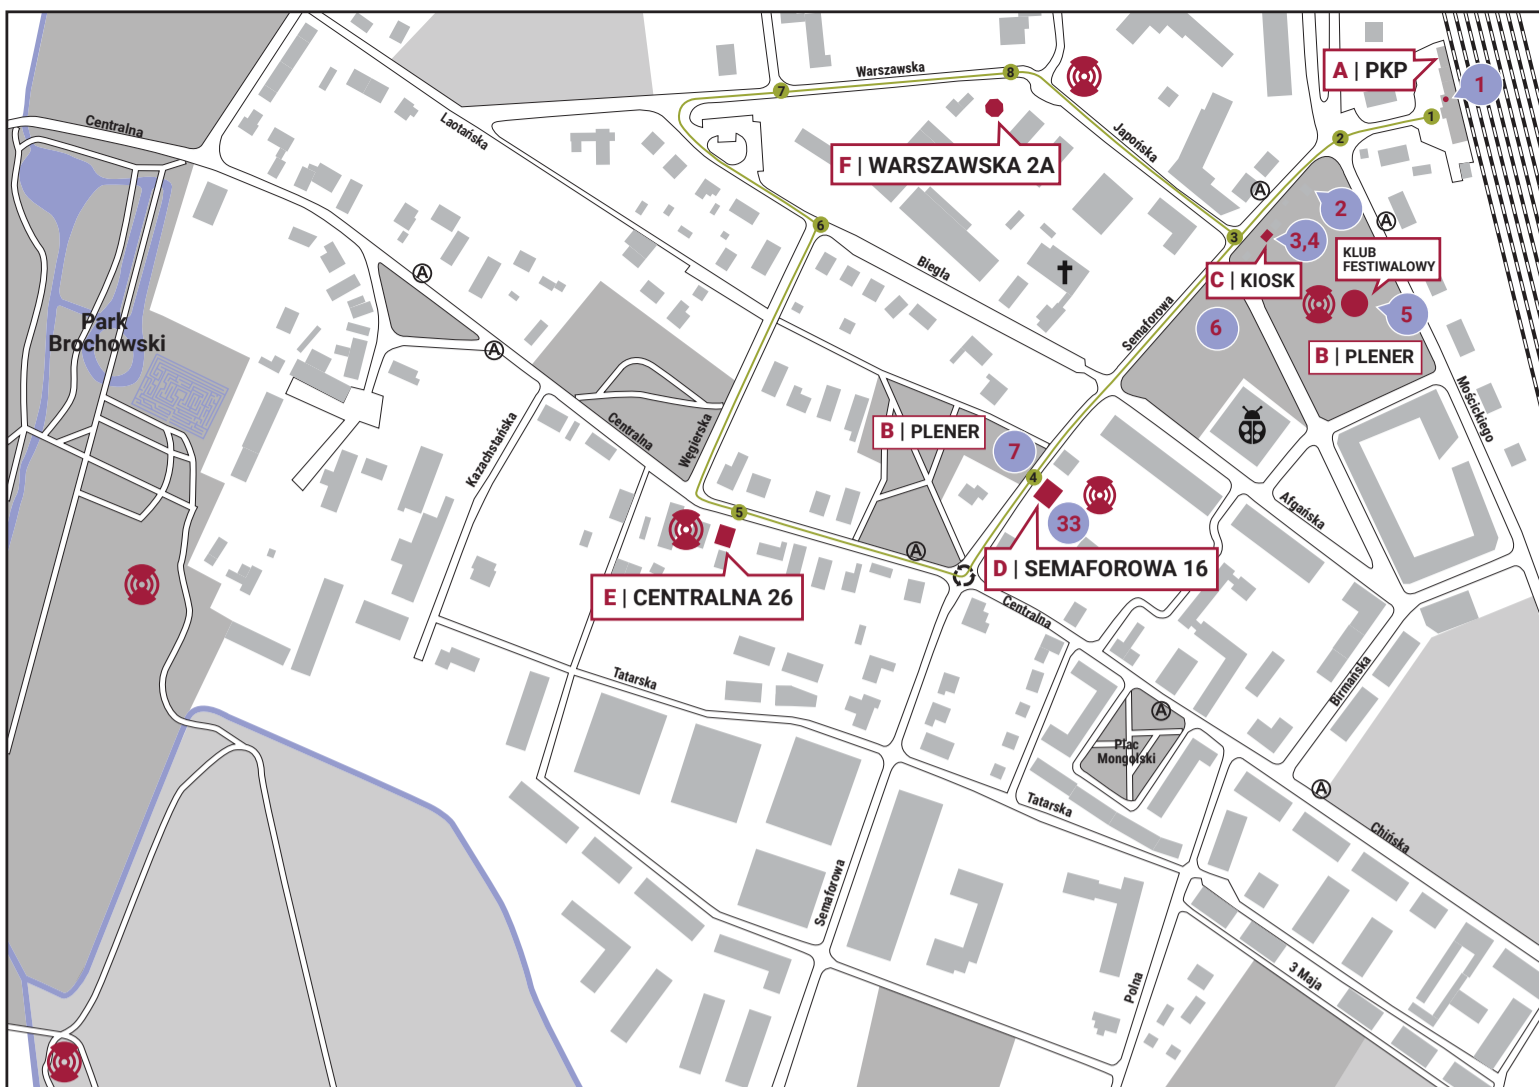 A | PKP
1
1
2
7
Warszawska
8
Centralna
Laotańska
Japońska
F | WARSZAWSKA 2A
A
2
A
3
3,4
KLUB
FESTIWALOWY
6
Biegła
C | KIOSK
5
A
Semaforowa
6
B | PLENER
Park
Brochowski
A
Mościckiego
Kazachstańska
Centralna
Węgierska
B | PLENER
7
4
33
Afgańska
5
A
D | SEMAFOROWA 16
E | CENTRALNA 26
Centralna
Tatarska
Birmańska
A
Plac
Mongolski
A
Tatarska
Chińska
Semaforowa
Polna
3 Maja